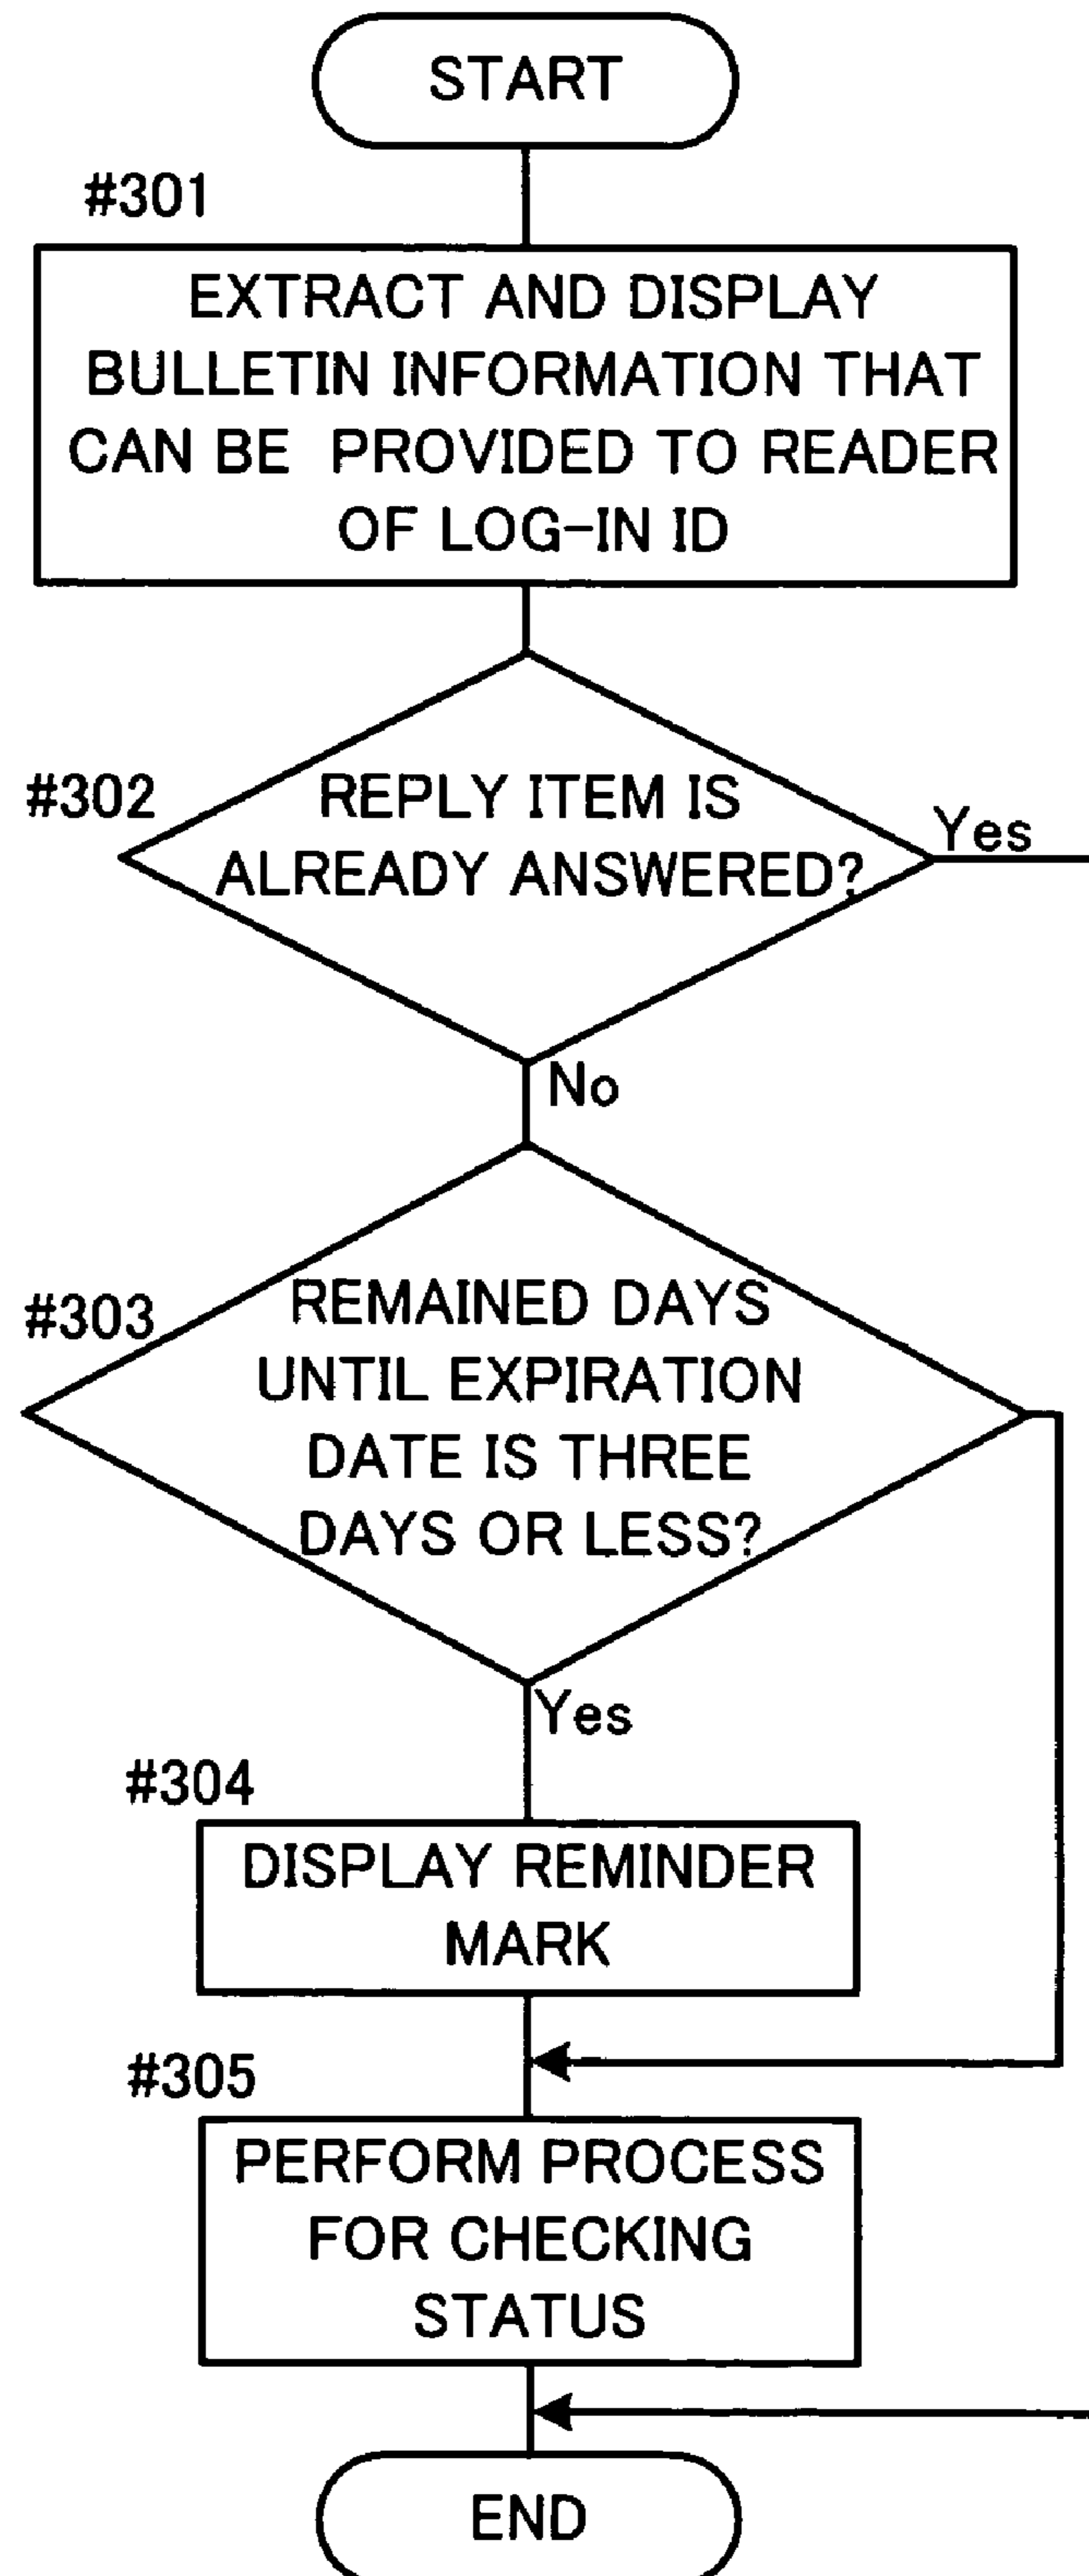 START
#301
EXTRACT AND DISPLAY
BULLETIN INFORMATION THAT
CAN BE PROVIDED TO READER
OF LOG-IN ID
#302
REPLY ITEM IS
ALREADY ANSWERED?
Yes
No
#303
REMAINED DAYS
UNTIL EXPIRATION
DATE IS THREE
DAYS OR LESS?
Yes
#304
DISPLAY REMINDER
MARK
#305
PERFORM PROCESS
FOR CHECKING
STATUS
END